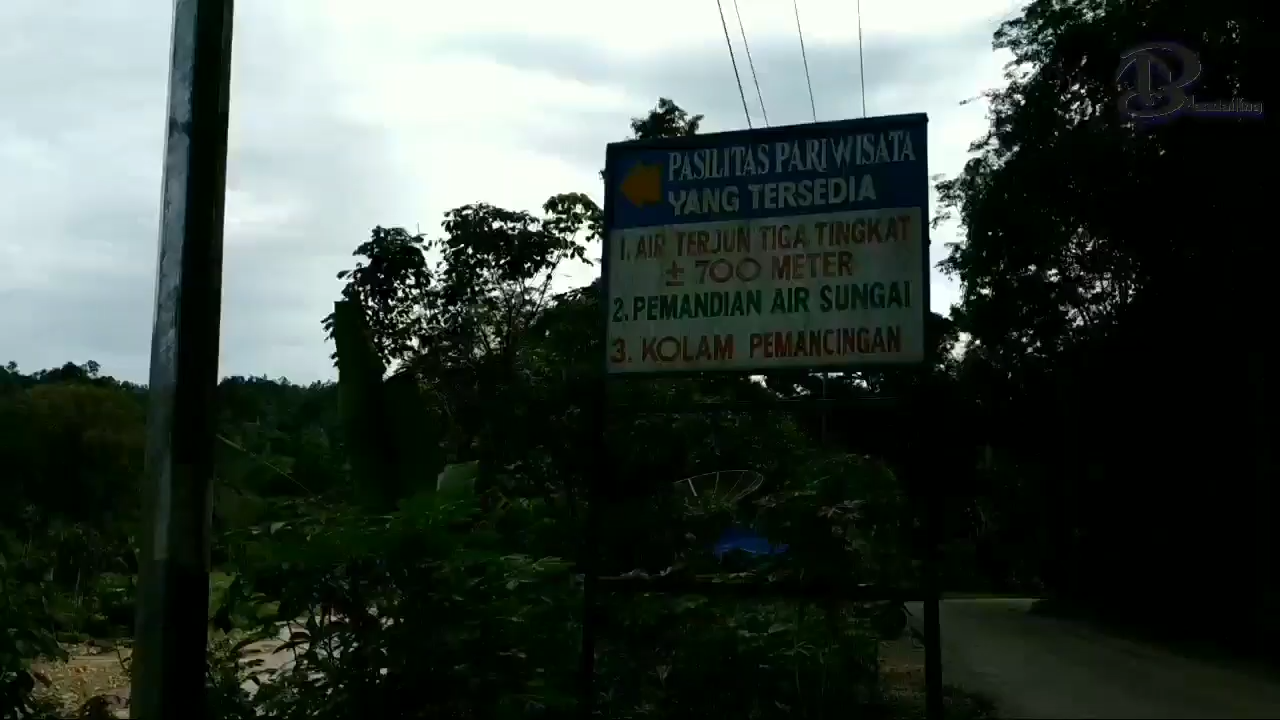 PASILITAS PARIWISATA
YANG TERSEDIA
1. AIR TERJUN TIGA TINGKAT
± 700 METER
2. PEMANDIAN AIR SUNGAI
3. KOLAM PEMANCINGAN